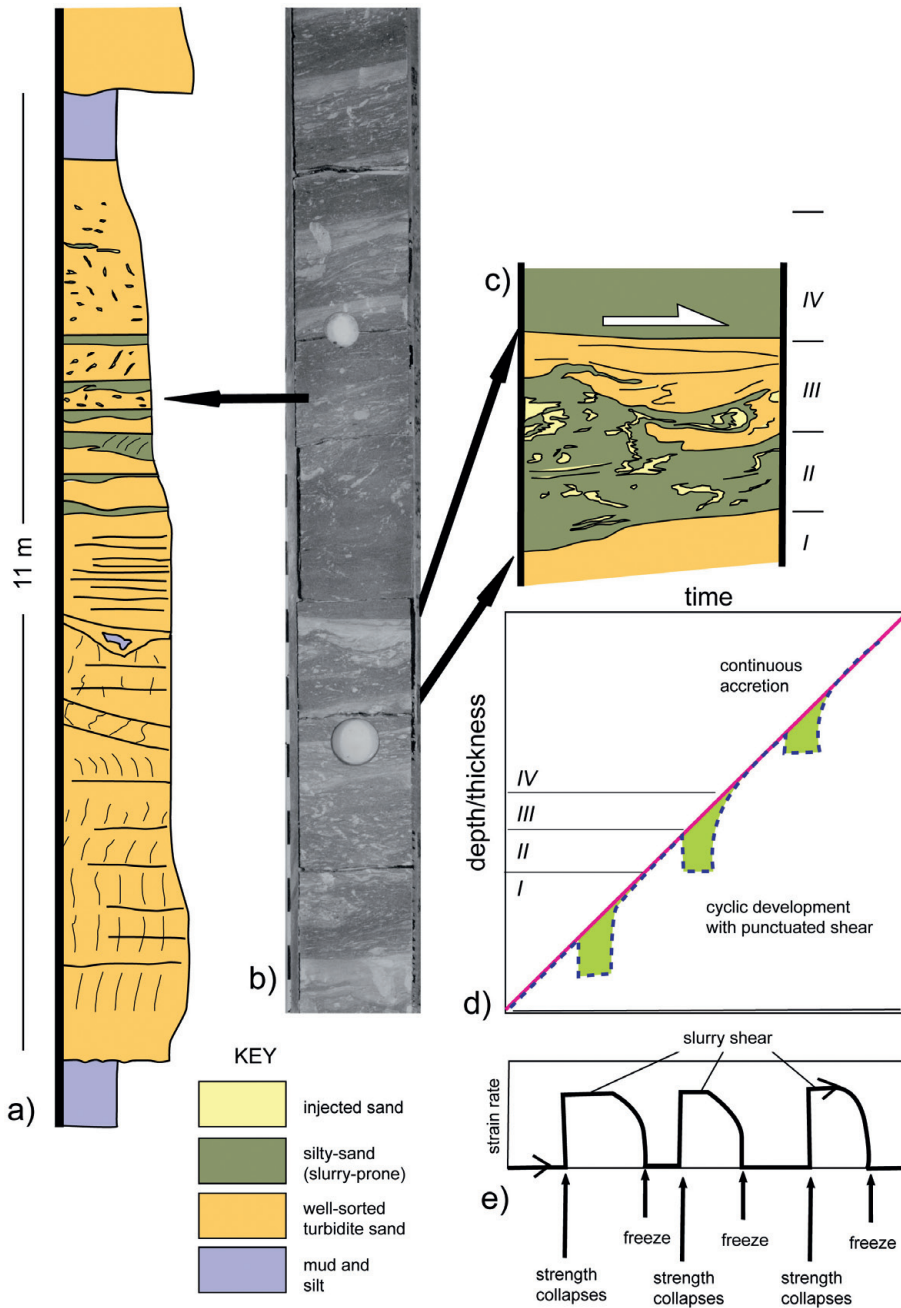 11 m
a)
b)
c)
IV
III
II
I
time
depth/thickness
continuous
accretion
IV
III
II
I
cyclic development
with punctuated shear
d)
slurry shear
strain rate
e)
freeze
freeze
freeze
strength
collapses
strength
collapses
strength
collapses
KEY
injected sand
silty-sand
(slurry-prone)
well-sorted
turbidite sand
mud and
silt